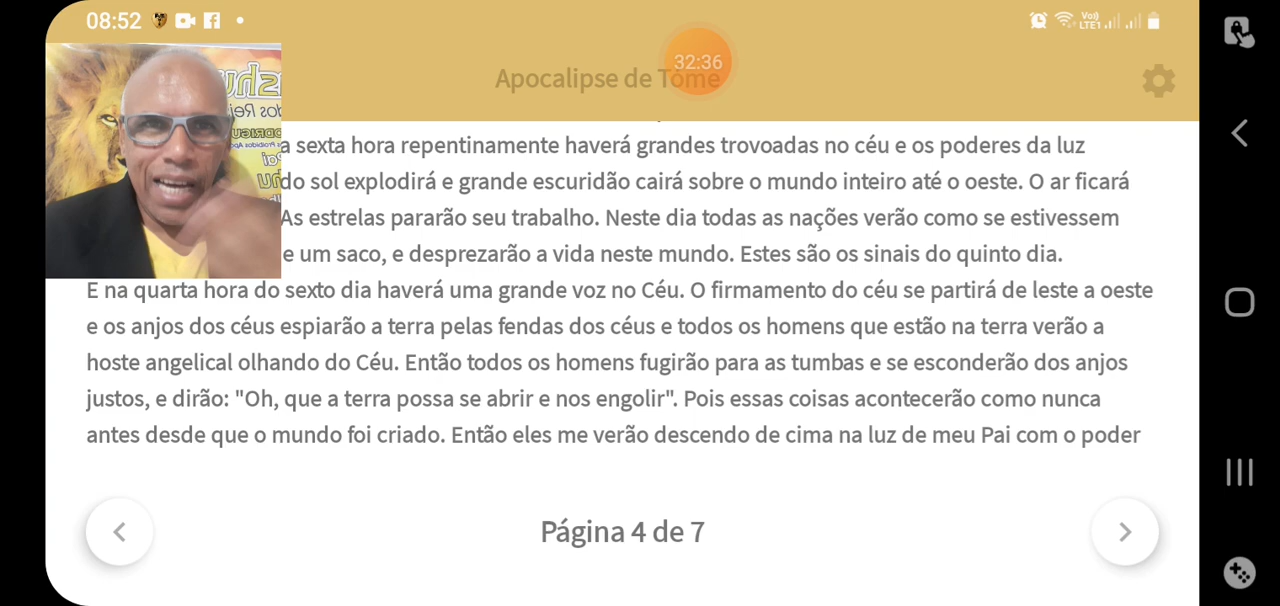 08:52
VoJ)
LTE1
32:36
Apocalipse de Tomé
a sexta hora repentinamente haverá grandes trovoadas no céu e os poderes da luz
do sol explodirá e grande escuridão cairá sobre o mundo inteiro até o oeste. O ar ficará
As estrelas pararão seu trabalho. Neste dia todas as nações verão como se estivessem
e um saco, e desprezarão a vida neste mundo. Estes são os sinais do quinto dia.
E na quarta hora do sexto dia haverá uma grande voz no Céu. O firmamento do céu se partirá de leste a oeste
e os anjos dos céus espiarão a terra pelas fendas dos céus e todos os homens que estão na terra verão a
hoste angelical olhando do Céu. Então todos os homens fugirão para as tumbas e se esconderão dos anjos
justos, e dirão: "Oh, que a terra possa se abrir e nos engolir". Pois essas coisas acontecerão como nunca
antes desde que o mundo foi criado. Então eles me verão descendo de cima na luz de meu Pai com o poder
Página 4 de 7